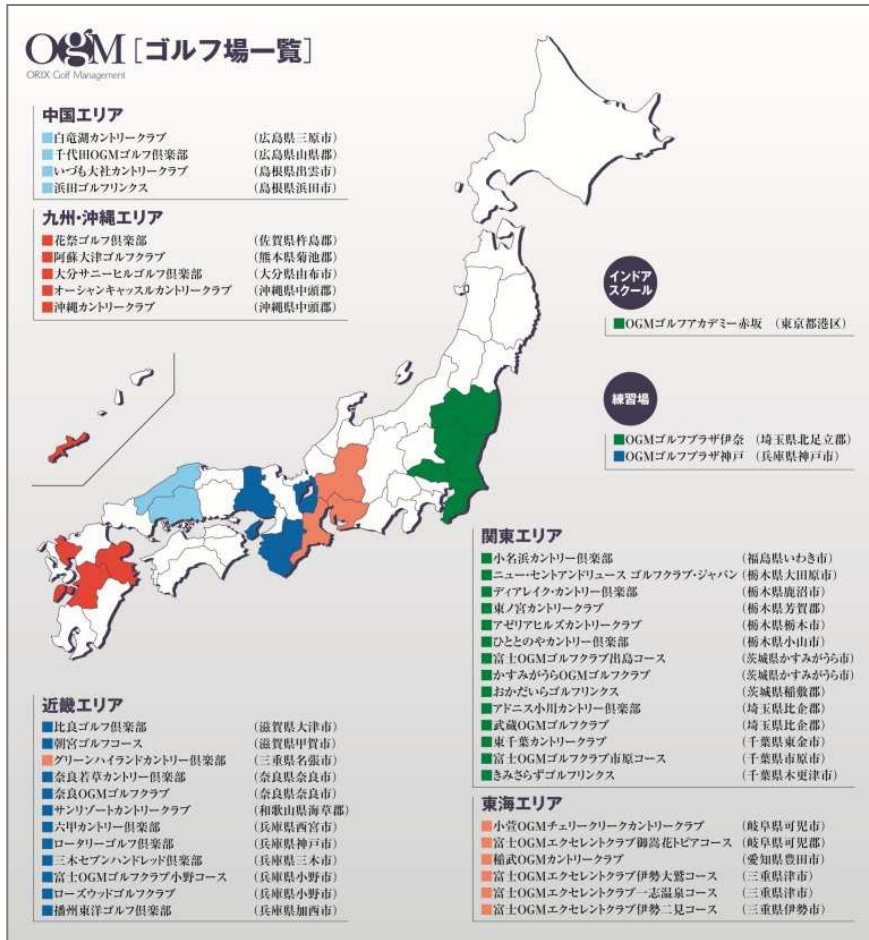 OGM [ゴルフ場一覧]
ORIX Golf Management
中国エリア
■白竜湖カントリークラブ (広島県三原市)
■千代田OGMゴルフ倶楽部 (広島県山県郡)
■いづも大社カントリークラブ (島根県出雲市)
■浜田ゴルフリンクス (島根県浜田市)
九州・沖縄エリア
■花祭ゴルフ倶楽部 (佐賀県杵島郡)
■阿蘇大津ゴルフクラブ (熊本県菊池郡)
■大分サニーヒルゴルフ倶楽部 (大分県由布市)
■オーシャンキャッスルカントリークラブ (沖縄県中頭郡)
■沖縄カントリークラブ (沖縄県中頭郡)
インドア
スクール
■OGMゴルフアカデミー赤坂 (東京都港区)
練習場
■OGMゴルフプラザ伊奈 (埼玉県北足立郡)
■OGMゴルフプラザ神戸 (兵庫県神戸市)
関東エリア
■小名浜カントリー倶楽部 (福島県いわき市)
■ニュー・セントアンドリュース ゴルフクラブ・ジャパン (栃木県大田原市)
■ディアレイク・カントリー倶楽部 (栃木県鹿沼市)
■東ノ宮カントリークラブ (栃木県芳賀郡)
■アゼリアヒルズカントリークラブ (栃木県栃木市)
■ひととのやカントリー倶楽部 (栃木県小山市)
■富士OGMゴルフクラブ出島コース (茨城県かすみがうら市)
■かすみがうらOGMゴルフクラブ (茨城県かすみがうら市)
■おかだいらゴルフリンクス (茨城県稲敷郡)
■アドニス小川カントリー倶楽部 (埼玉県比企郡)
■武蔵OGMゴルフクラブ (埼玉県比企郡)
■東千葉カントリークラブ (千葉県東金市)
■富士OGMゴルフクラブ市原コース (千葉県市原市)
■きみさらずゴルフリンクス (千葉県木更津市)
近畿エリア
■比良ゴルフ倶楽部 (滋賀県大津市)
■朝宮ゴルフコース (滋賀県甲賀市)
■グリーンハイランドカントリー倶楽部 (三重県名張市)
■奈良若草カントリー倶楽部 (奈良県奈良市)
■奈良OGMゴルフクラブ (奈良県奈良市)
■サンリゾートカントリークラブ (和歌山県海草郡)
■六甲カントリー倶楽部 (兵庫県西宮市)
■ロータリーゴルフ倶楽部 (兵庫県神戸市)
■三木セブンハンドレッド倶楽部 (兵庫県三木市)
■富士OGMゴルフクラブ小野コース (兵庫県小野市)
■ローズウッドゴルフクラブ (兵庫県小野市)
■播州東洋ゴルフ倶楽部 (兵庫県加西市)
東海エリア
■小萱OGMチェリークリークカントリークラブ (岐阜県可児市)
■富士OGMエクセレントクラブ御嵩花トピアコース (岐阜県可児郡)
■稲武OGMカントリークラブ (愛知県豊田市)
■富士OGMエクセレントクラブ伊勢大鷲コース (三重県津市)
■富士OGMエクセレントクラブ一志温泉コース (三重県津市)
■富士OGMエクセレントクラブ伊勢二見コース (三重県伊勢市)